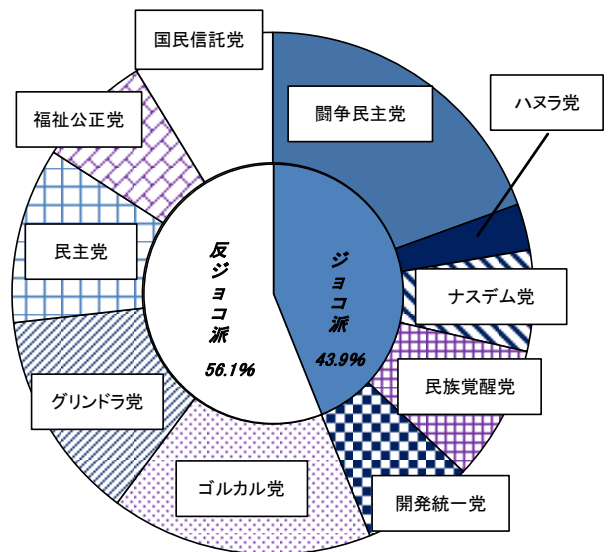 国民信託党
闘争民主党
ハヌラ党
福祉公正党
民主党
反ジョコ派
56.1%
ジョコ派
43.9%
ナスデム党
民族覚醒党
グリンドラ党
ゴルカル党
開発統一党